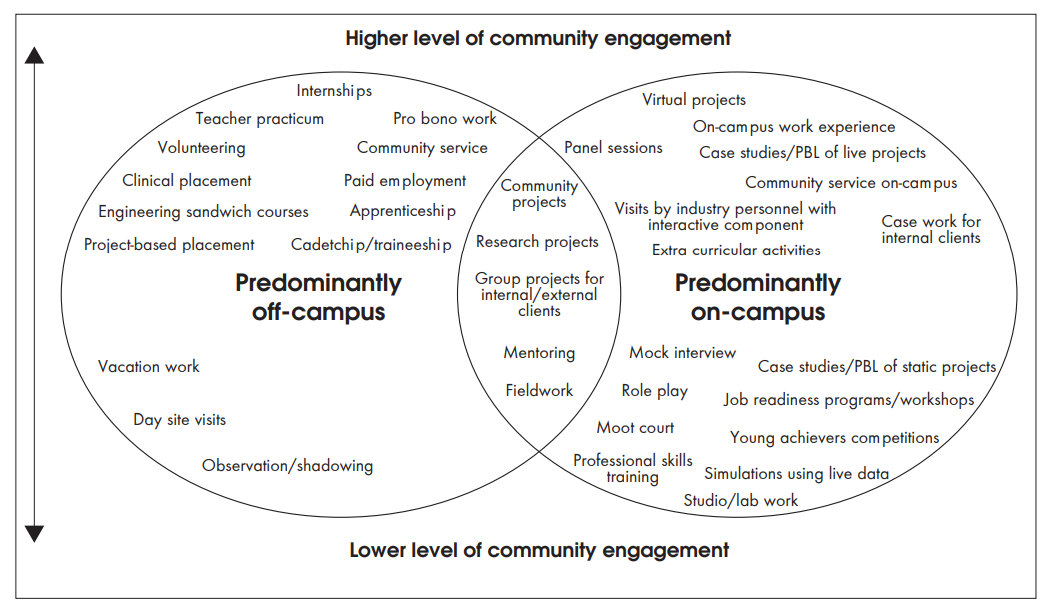 Higher level of community engagement
Internships
Teacher practicum
Pro bono work
Volunteering
Community service
Clinical placement
Paid employment
Engineering sandwich courses
Apprenticeship
Project-based placement
Cadetchip/traineeship
Predominantly
off-campus
Vacation work
Day site visits
Observation/shadowing
Community
projects
Research projects
Group projects for
internal/external
clients
Mentoring
Fieldwork
Virtual projects
On-campus work experience
Panel sessions
Case studies/PBL of live projects
Community service on-campus
Visits by industry personnel with
interactive component
Case work for
internal clients
Extra curricular activities
Predominantly
on-campus
Mock interview
Case studies/PBL of static projects
Role play
Job readiness programs/workshops
Moot court
Young achievers competitions
Professional skills
training
Simulations using live data
Studio/lab work
Lower level of community engagement